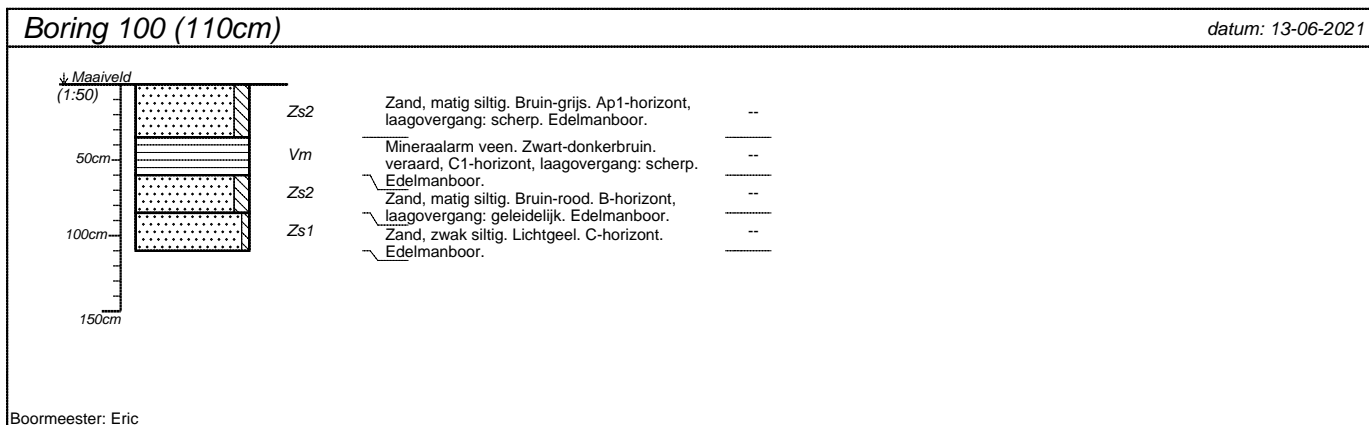 Boring 100 (110cm)
datum: 13-06-2021
Maaiveld
(1:50)
Zs2
Zand, matig siltig. Bruin-grijs. Ap1-horizont,
laagovergang: scherp. Edelmanboor.
--
50cm
Vm
Mineraalarm veen. Zwart-donkerbruin.
veraard, C1-horizont, laagovergang: scherp.
Edelmanboor.
--
Zs2
Zand, matig siltig. Bruin-rood. B-horizont,
laagovergang: geleidelijk. Edelmanboor.
--
100cm
Zs1
Zand, zwak siltig. Lichtgeel. C-horizont.
Edelmanboor.
--
150cm
Boormeester: Eric